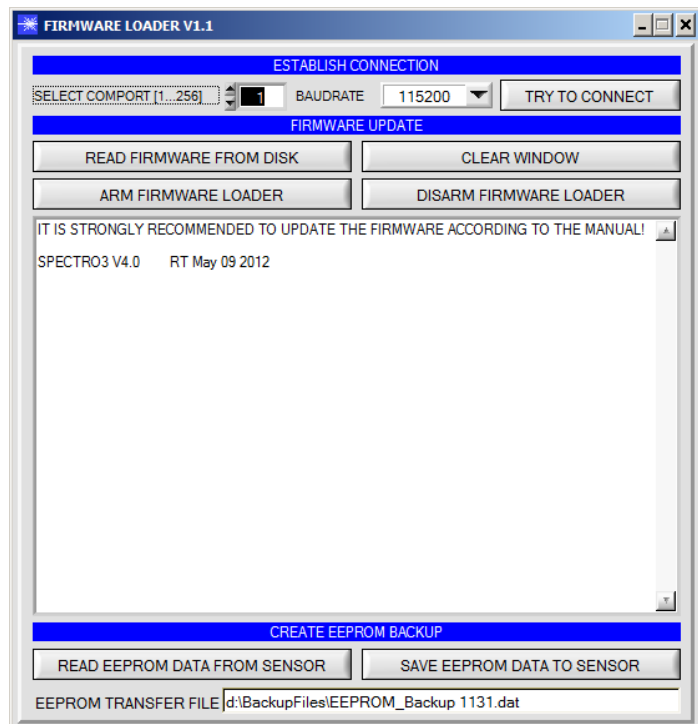 FIRMWARE LOADER V1.1
ESTABLISH CONNECTION
SELECT COMPORT [1...256] 1 BAUDRATE 115200 TRY TO CONNECT
FIRMWARE UPDATE
READ FIRMWARE FROM DISK CLEAR WINDOW
ARM FIRMWARE LOADER DISARM FIRMWARE LOADER
IT IS STRONGLY RECOMMENDED TO UPDATE THE FIRMWARE ACCORDING TO THE MANUAL!
SPECTRO3 V4.0 RT May 09 2012
CREATE EEPROM BACKUP
READ EEPROM DATA FROM SENSOR SAVE EEPROM DATA TO SENSOR
EEPROM TRANSFER FILE d:\BackupFiles\EEPROM_Backup 1131.dat